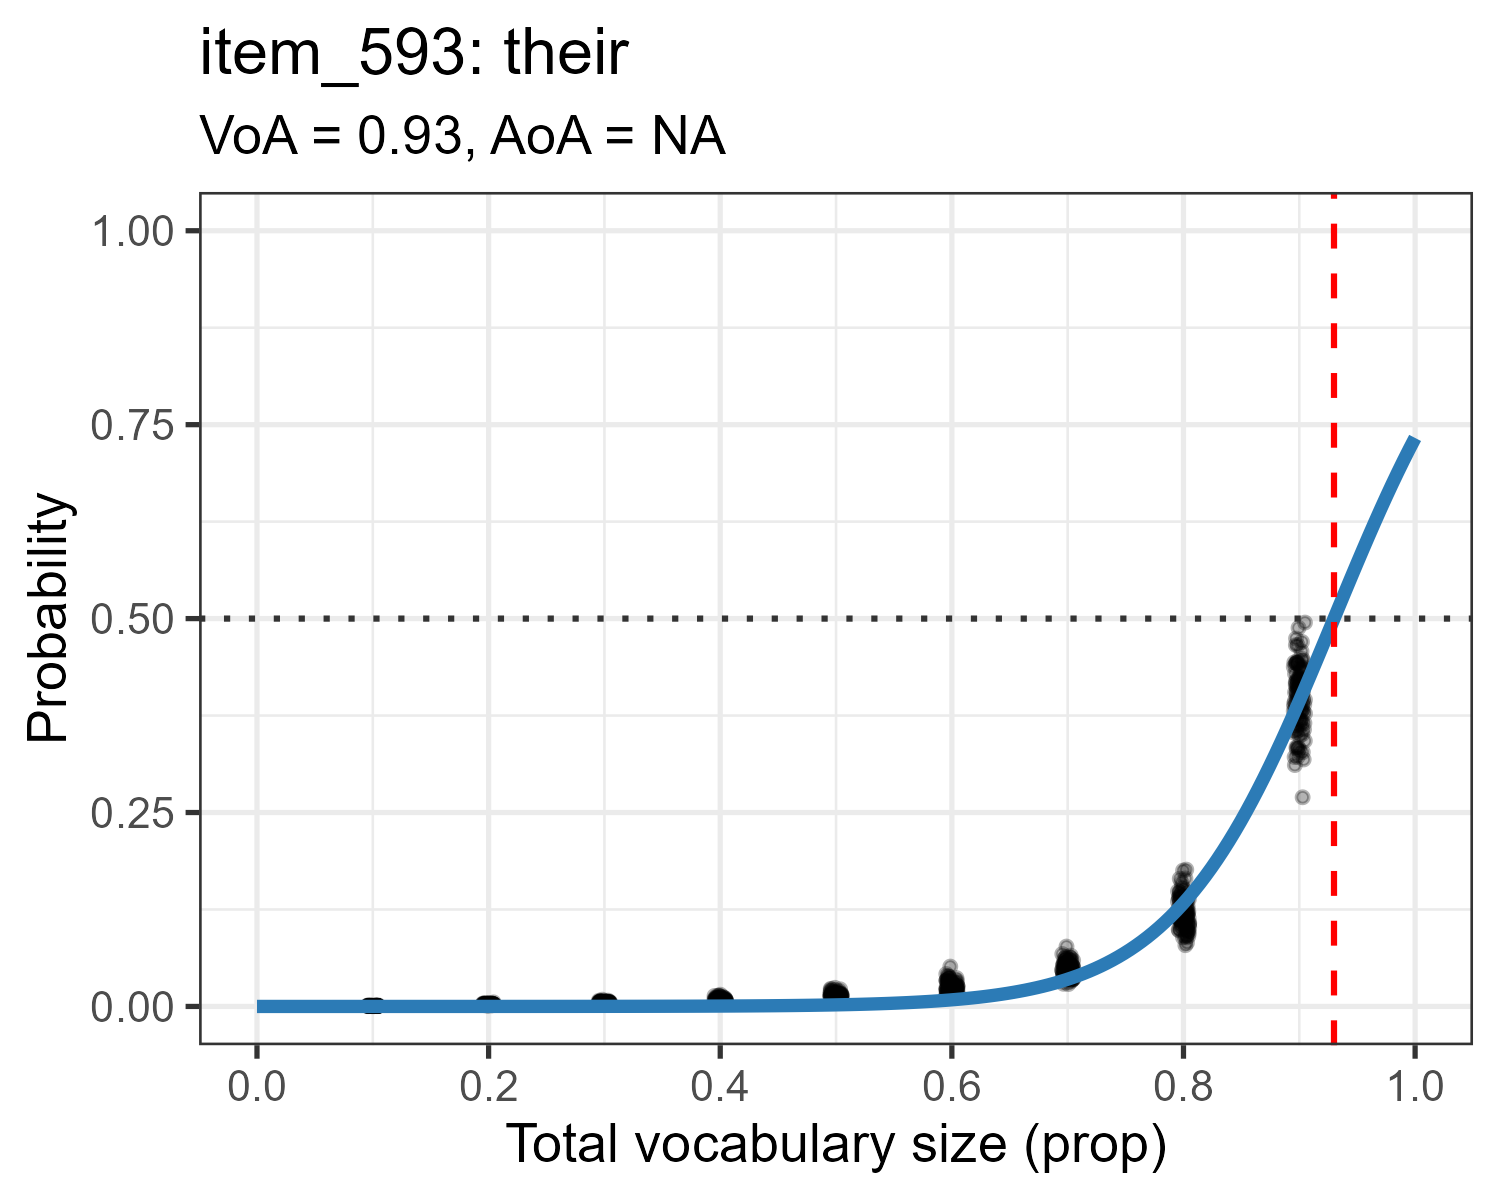 item_593: their
VoA = 0.93, AoA = NA
Probability
1.00
0.75
0.50
0.25
0.00
0.0 0.2 0.4 0.6 0.8 1.0
Total vocabulary size (prop)